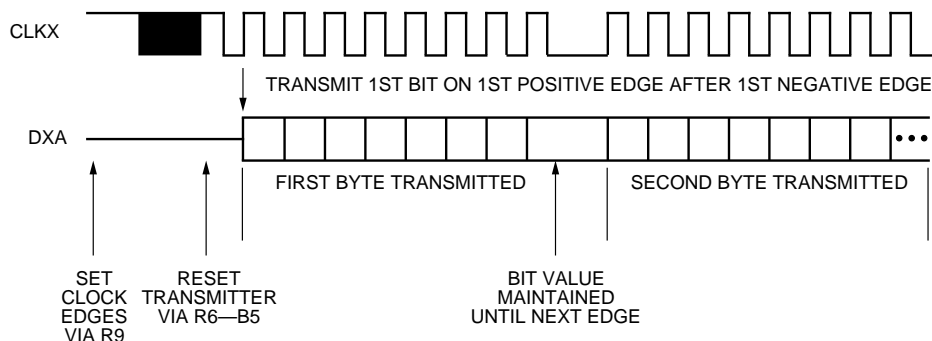 CLKX
TRANSMIT 1ST BIT ON 1ST POSITIVE EDGE AFTER 1ST NEGATIVE EDGE
DXA
FIRST BYTE TRANSMITTED
SECOND BYTE TRANSMITTED
SET
CLOCK
EDGES
VIA R9
RESET
TRANSMITTER
VIA R6—B5
BIT VALUE
MAINTAINED
UNTIL NEXT EDGE